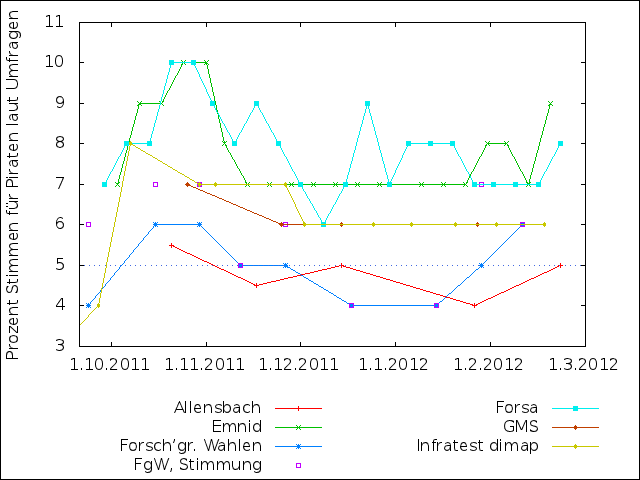 Prozent Stimmen für Piraten laut Umfragen
11
10
9
8
7
6
5
4
3
1.10.2011 1.11.2011 1.12.2011 1.1.2012 1.2.2012 1.3.2012
Allensbach Forsa
Emnid GMS
Forsch'gr. Wahlen Infratest dimap
FgW, Stimmung